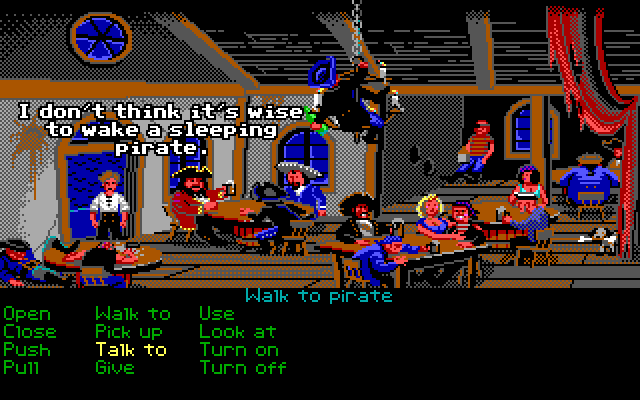 I don't think it's wise
to wake a sleeping
pirate.
Walk to pirate
Open Walk to Use
Close Pick up Look at
Push Talk to Turn on
Pull Give Turn off